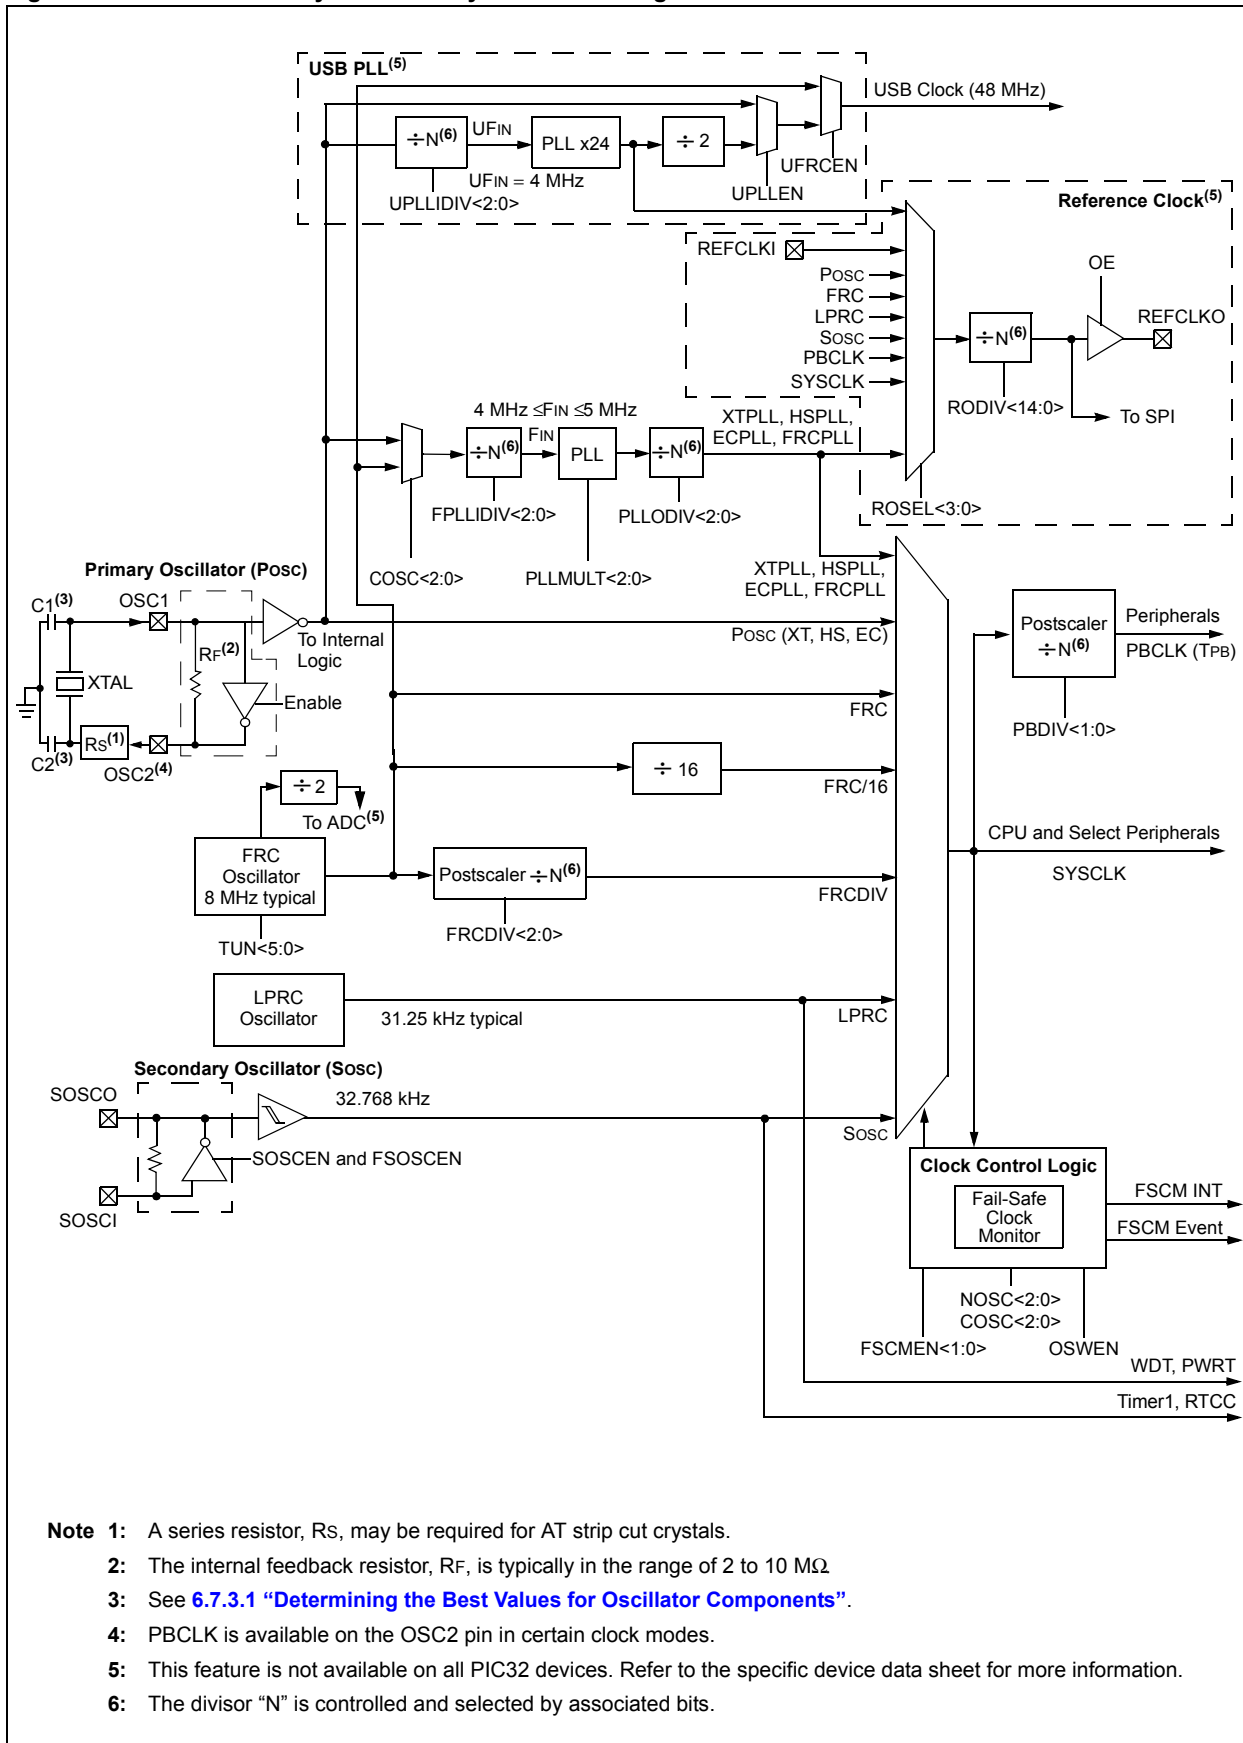 USB PLL(5)
USB Clock (48 MHz)
÷N(6)
UFIN
PLL x24
÷ 2
UFRCEN
UFIN = 4 MHz
UPLLEN
UPLLIDIV<2:0>
Reference Clock(5)
REFCLKI
POSC
FRC
LPRC
SOSC
PBCLK
SYSCLK
OE
÷N(6)
REFCLKO
RODIV<14:0>
To SPI
ROSEL<3:0>
4 MHz ≤FIN ≤5 MHz
FIN
÷N(6)
PLL
÷N(6)
XTPLL, HSPLL,
ECPLL, FRCPLL
FPLLIDIV<2:0>
PLLODIV<2:0>
COSC<2:0>
PLLMULT<2:0>
XTPLL, HSPLL,
ECPLL, FRCPLL
Primary Oscillator (POSC)
C1(3)
OSC1
RF(2)
To Internal
Logic
POSC (XT, HS, EC)
XTAL
Enable
FRC
RS(1)
C2(3)
OSC2(4)
Postscaler
÷N(6)
Peripherals
PBCLK (TPB)
PBDIV<1:0>
÷ 16
FRC/16
÷ 2
To ADC(5)
FRC
Oscillator
8 MHz typical
TUN<5:0>
Postscaler ÷N(6)
FRCDIV
FRCDIV<2:0>
CPU and Select Peripherals
SYSCLK
LPRC
Oscillator
31.25 kHz typical
LPRC
Secondary Oscillator (SOSC)
SOSCO
32.768 kHz
SOSC
SOSCEN and FSOSCEN
SOSCI
Clock Control Logic
Fail-Safe
Clock
Monitor
FSCM INT
FSCM Event
NOSC<2:0>
COSC<2:0>
FSCMEN<1:0>
OSWEN
WDT, PWRT
Timer1, RTCC
Note 1: A series resistor, RS, may be required for AT strip cut crystals.
2: The internal feedback resistor, RF, is typically in the range of 2 to 10 MΩ
3: See 6.7.3.1 “Determining the Best Values for Oscillator Components”.
4: PBCLK is available on the OSC2 pin in certain clock modes.
5: This feature is not available on all PIC32 devices. Refer to the specific device data sheet for more information.
6: The divisor “N” is controlled and selected by associated bits.